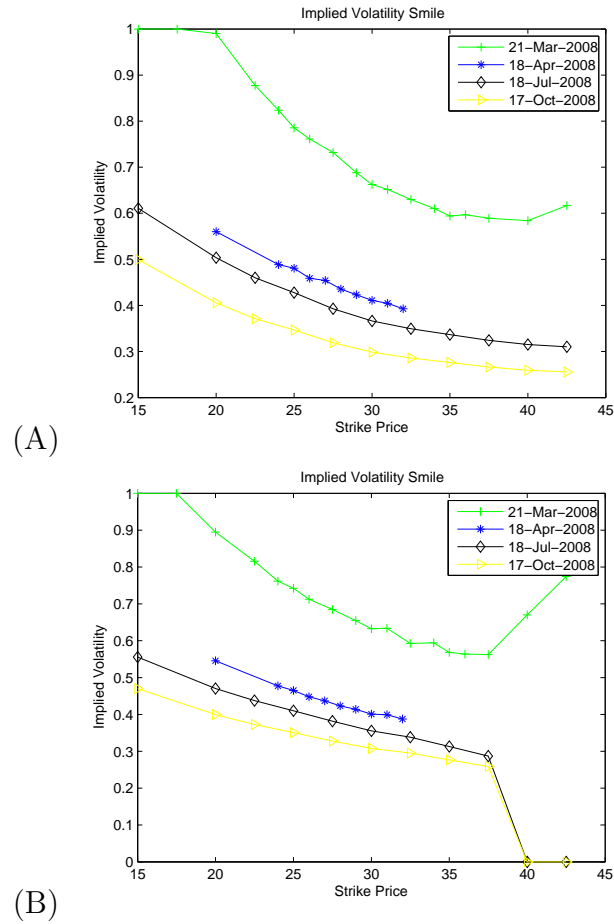 Implied Volatility Smile
1
0.9
0.8
0.7
0.6
0.5
0.4
0.3
0.2
Implied Volatility
21−Mar−2008
18−Apr−2008
18−Jul−2008
17−Oct−2008
15 20 25 30 35 40 45
Strike Price
(A)
Implied Volatility Smile
1
0.9
0.8
0.7
0.6
0.5
0.4
0.3
0.2
0.1
0
Implied Volatility
21−Mar−2008
18−Apr−2008
18−Jul−2008
17−Oct−2008
15 20 25 30 35 40 45
Strike Price
(B)